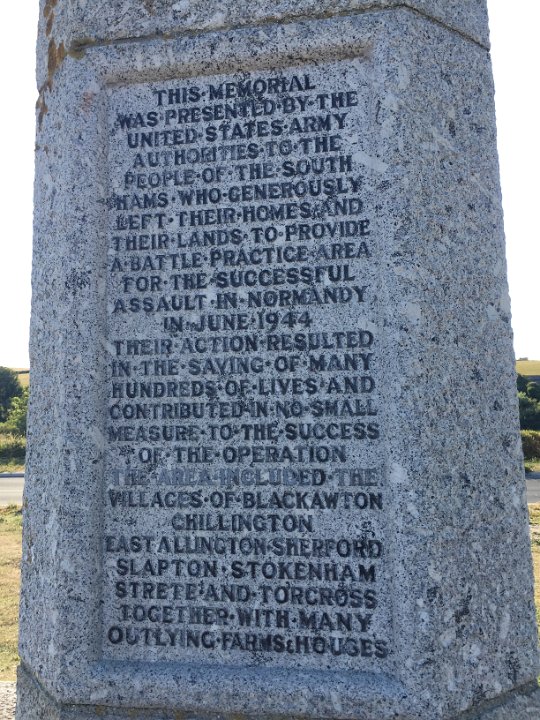 THIS·MEMORIAL
WAS·PRESENTED·BY·THE
UNITED·STATES·ARMY
AUTHORITIES·TO·THE
PEOPLE·OF·THE·SOUTH
HAMS·WHO·GENEROUSLY
LEFT·THEIR·HOMES·AND
THEIR·LANDS·TO·PROVIDE
A·BATTLE·PRACTICE·AREA
FOR·THE·SUCCESSFUL
ASSAULT·IN·NORMANDY
IN·JUNE·1944
THEIR·ACTION·RESULTED
IN·THE·SAVING·OF·MANY
HUNDREDS·OF·LIVES·AND
CONTRIBUTED·IN·NO·SMALL
MEASURE·TO·THE·SUCCESS
OF·THE·OPERATION
THE·AREA·INCLUDED·THE
VILLAGES·OF·BLACKAWTON
CHILLINGTON
EAST·ALLINGTON·SHERFORD
SLAPTON·STOKENHAM
STRETE·AND·TORCROSS
TOGETHER·WITH·MANY
OUTLYING·FARMS·&·HOUSES